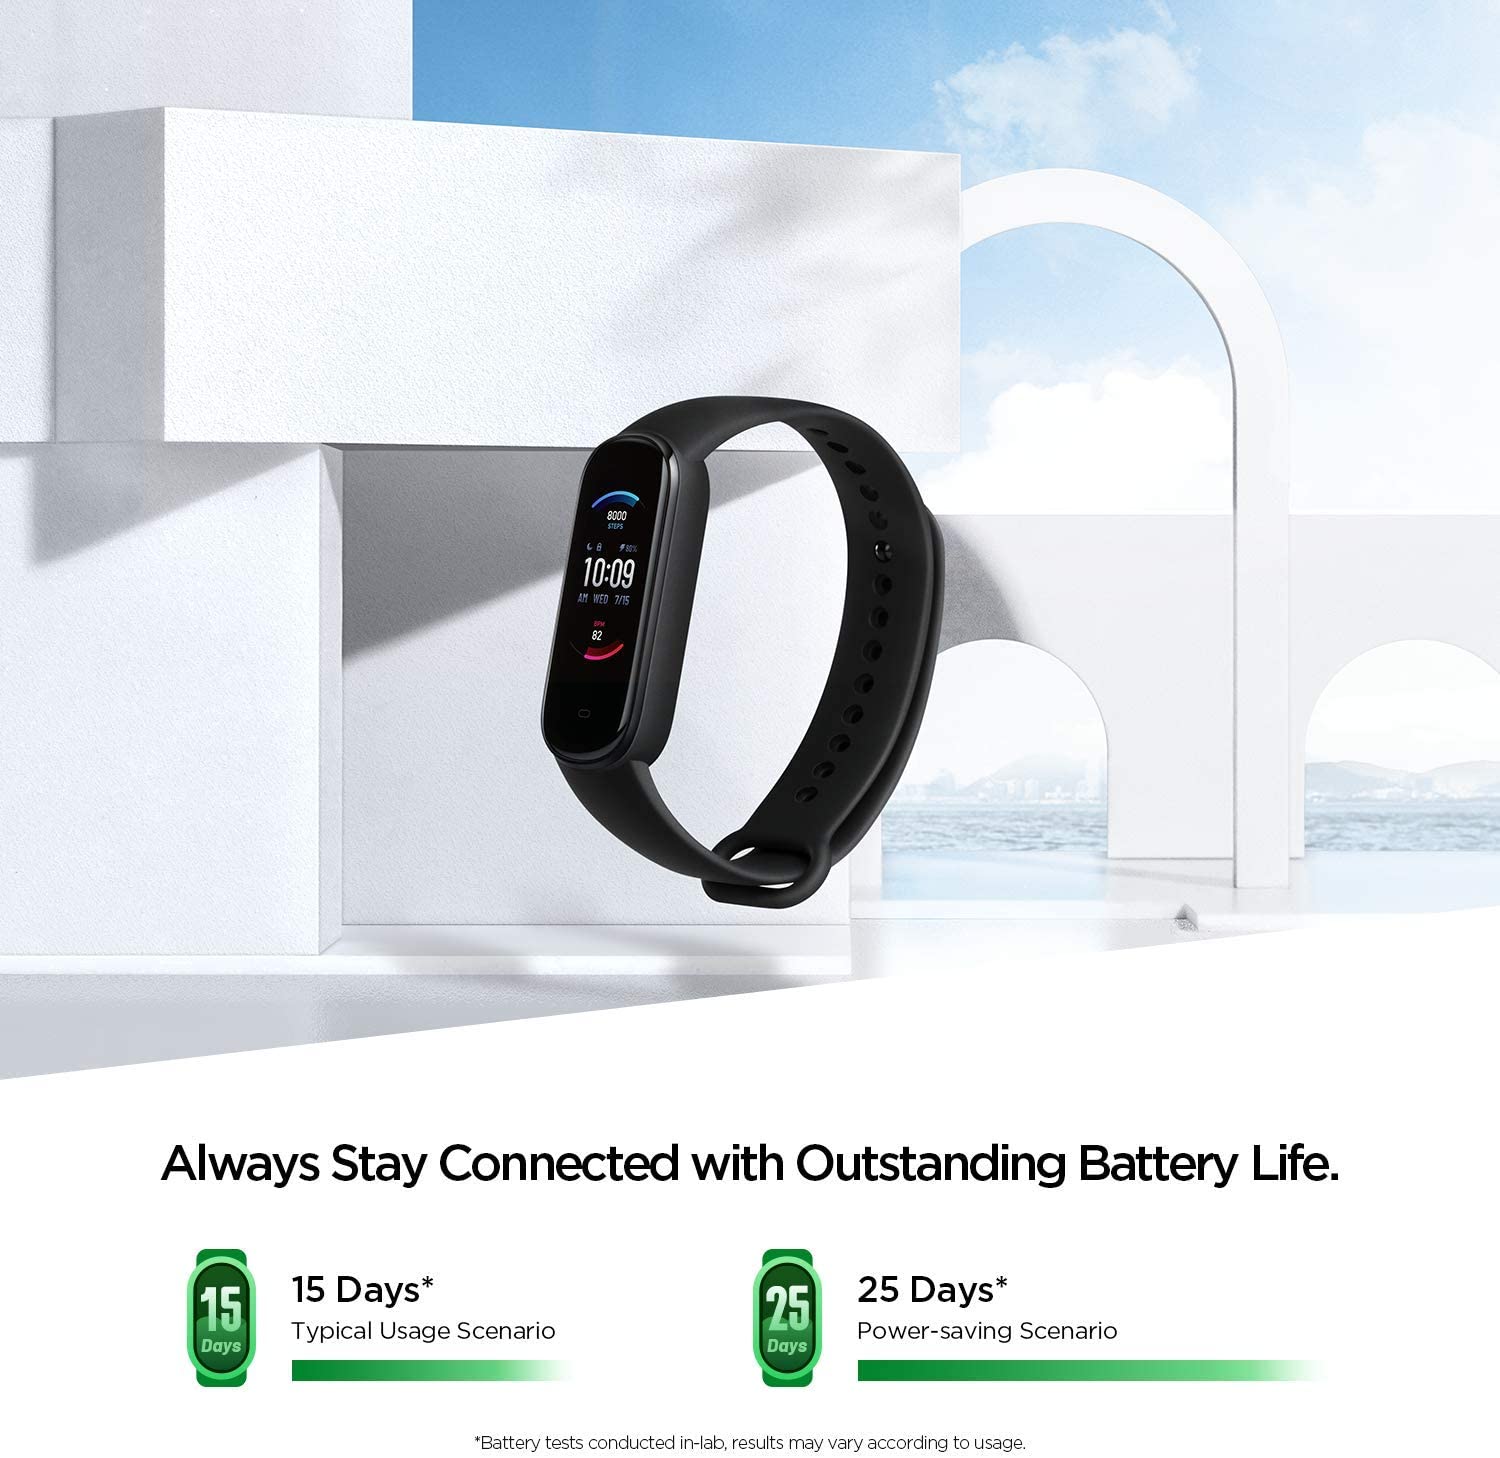 8000
STEPS
80%
10:09
AM WED 7/15
BPM
82
Always Stay Connected with Outstanding Battery Life.
15
Days
15 Days*
Typical Usage Scenario
25
Days
25 Days*
Power-saving Scenario
*Battery tests conducted in-lab, results may vary according to usage.